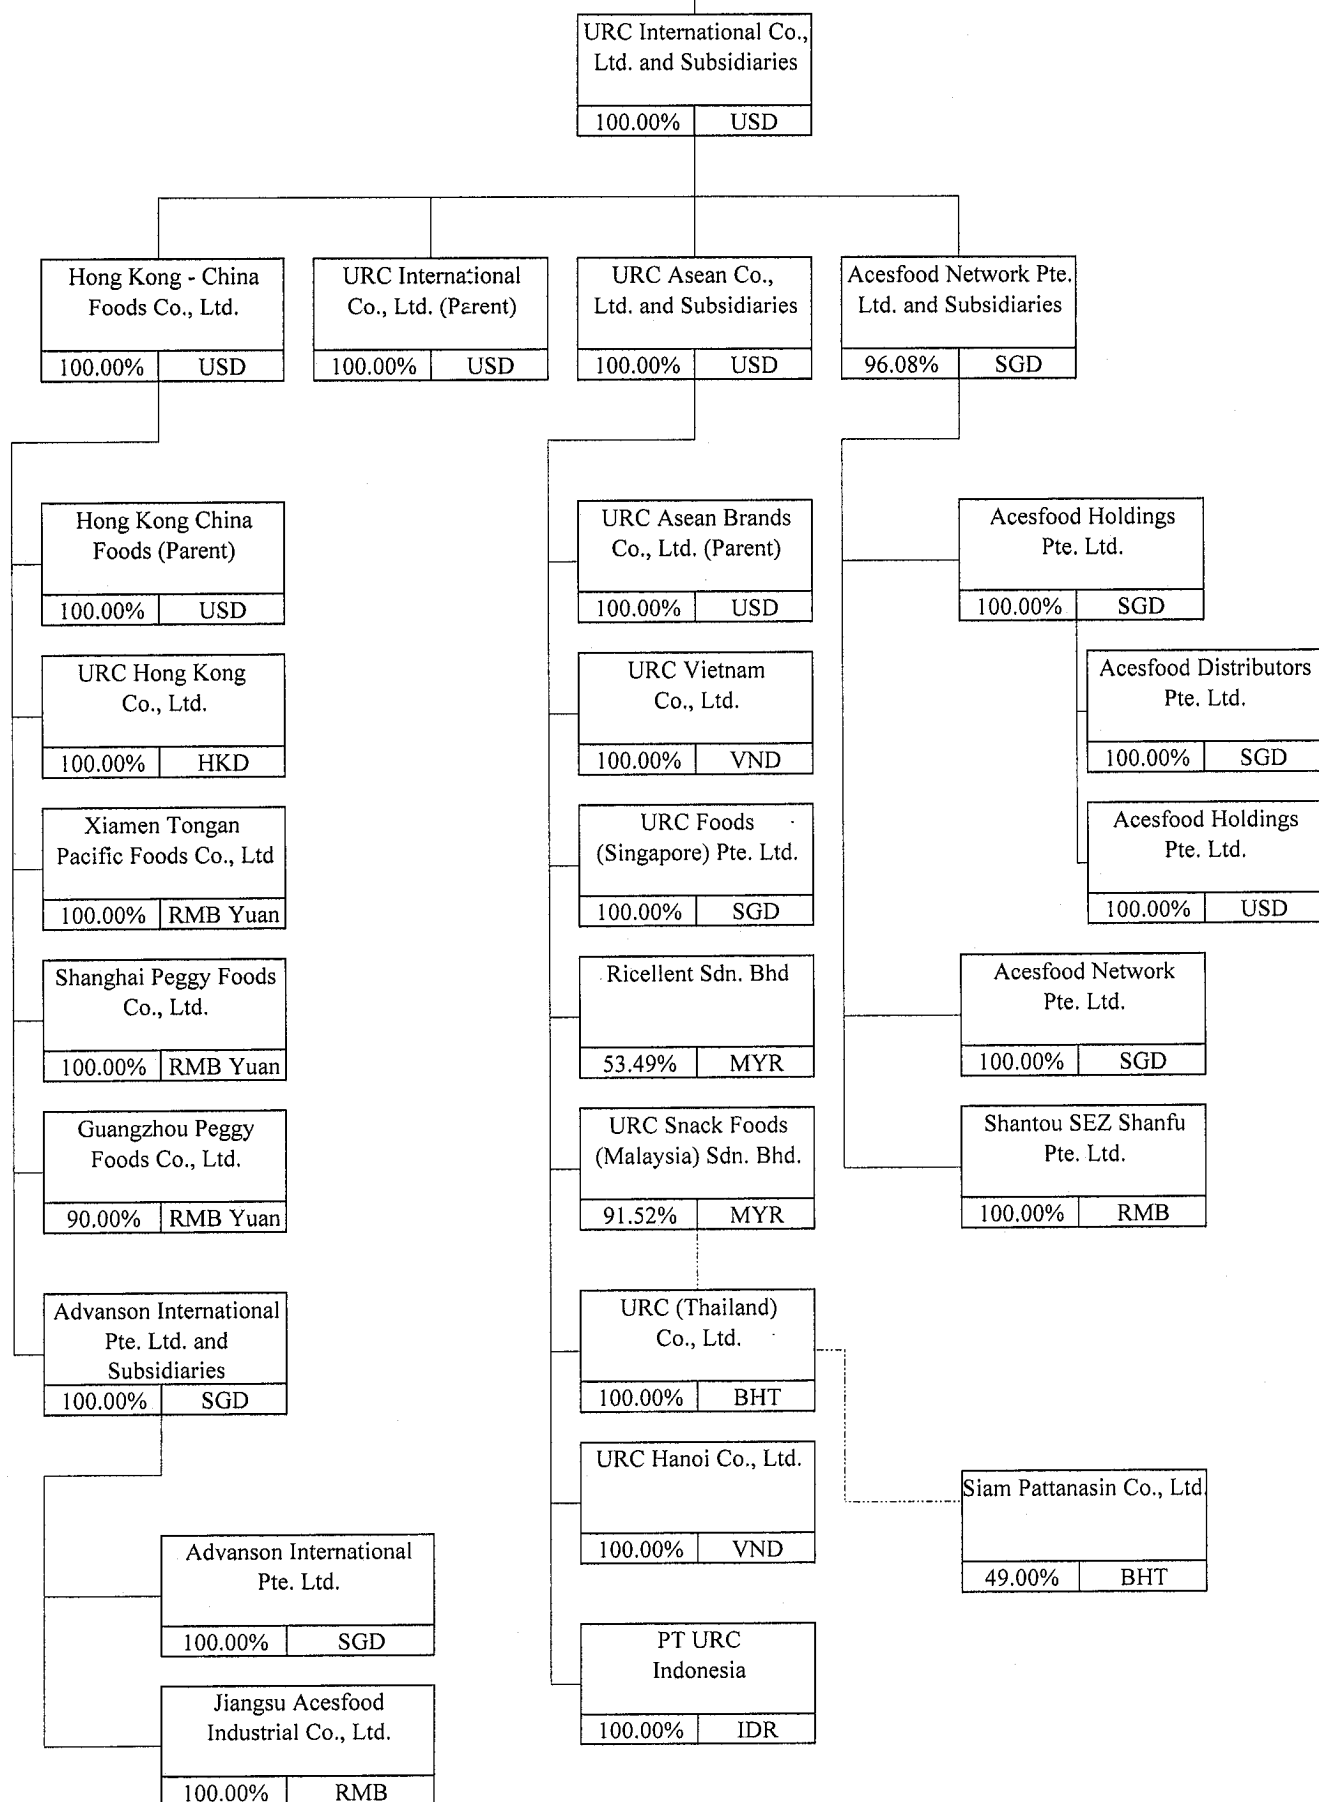 URC International Co.,
Ltd. and Subsidiaries
100.00% USD
Hong Kong - China
Foods Co., Ltd.
100.00% USD
URC International
Co., Ltd. (Parent)
100.00% USD
URC Asean Co.,
Ltd. and Subsidiaries
100.00% USD
Acesfood Network Pte.
Ltd. and Subsidiaries
96.08% SGD
Hong Kong China
Foods (Parent)
100.00% USD
URC Hong Kong
Co., Ltd.
100.00% HKD
Xiamen Tongan
Pacific Foods Co., Ltd
100.00% RMB Yuan
Shanghai Peggy Foods
Co., Ltd.
100.00% RMB Yuan
Guangzhou Peggy
Foods Co., Ltd.
90.00% RMB Yuan
Advanson International
Pte. Ltd. and
Subsidiaries
100.00% SGD
Advanson International
Pte. Ltd.
100.00% SGD
Jiangsu Acesfood
Industrial Co., Ltd.
100.00% RMB
URC Asean Brands
Co., Ltd. (Parent)
100.00% USD
URC Vietnam
Co., Ltd.
100.00% VND
URC Foods
(Singapore) Pte. Ltd.
100.00% SGD
Ricellent Sdn. Bhd
53.49% MYR
URC Snack Foods
(Malaysia) Sdn. Bhd.
91.52% MYR
URC (Thailand)
Co., Ltd.
100.00% BHT
URC Hanoi Co., Ltd.
100.00% VND
PT URC
Indonesia
100.00% IDR
Acesfood Holdings
Pte. Ltd.
100.00% SGD
Acesfood Distributors
Pte. Ltd.
100.00% SGD
Acesfood Holdings
Pte. Ltd.
100.00% USD
Acesfood Network
Pte. Ltd.
100.00% SGD
Shantou SEZ Shanfu
Pte. Ltd.
100.00% RMB
Siam Pattanasin Co., Ltd.
49.00% BHT